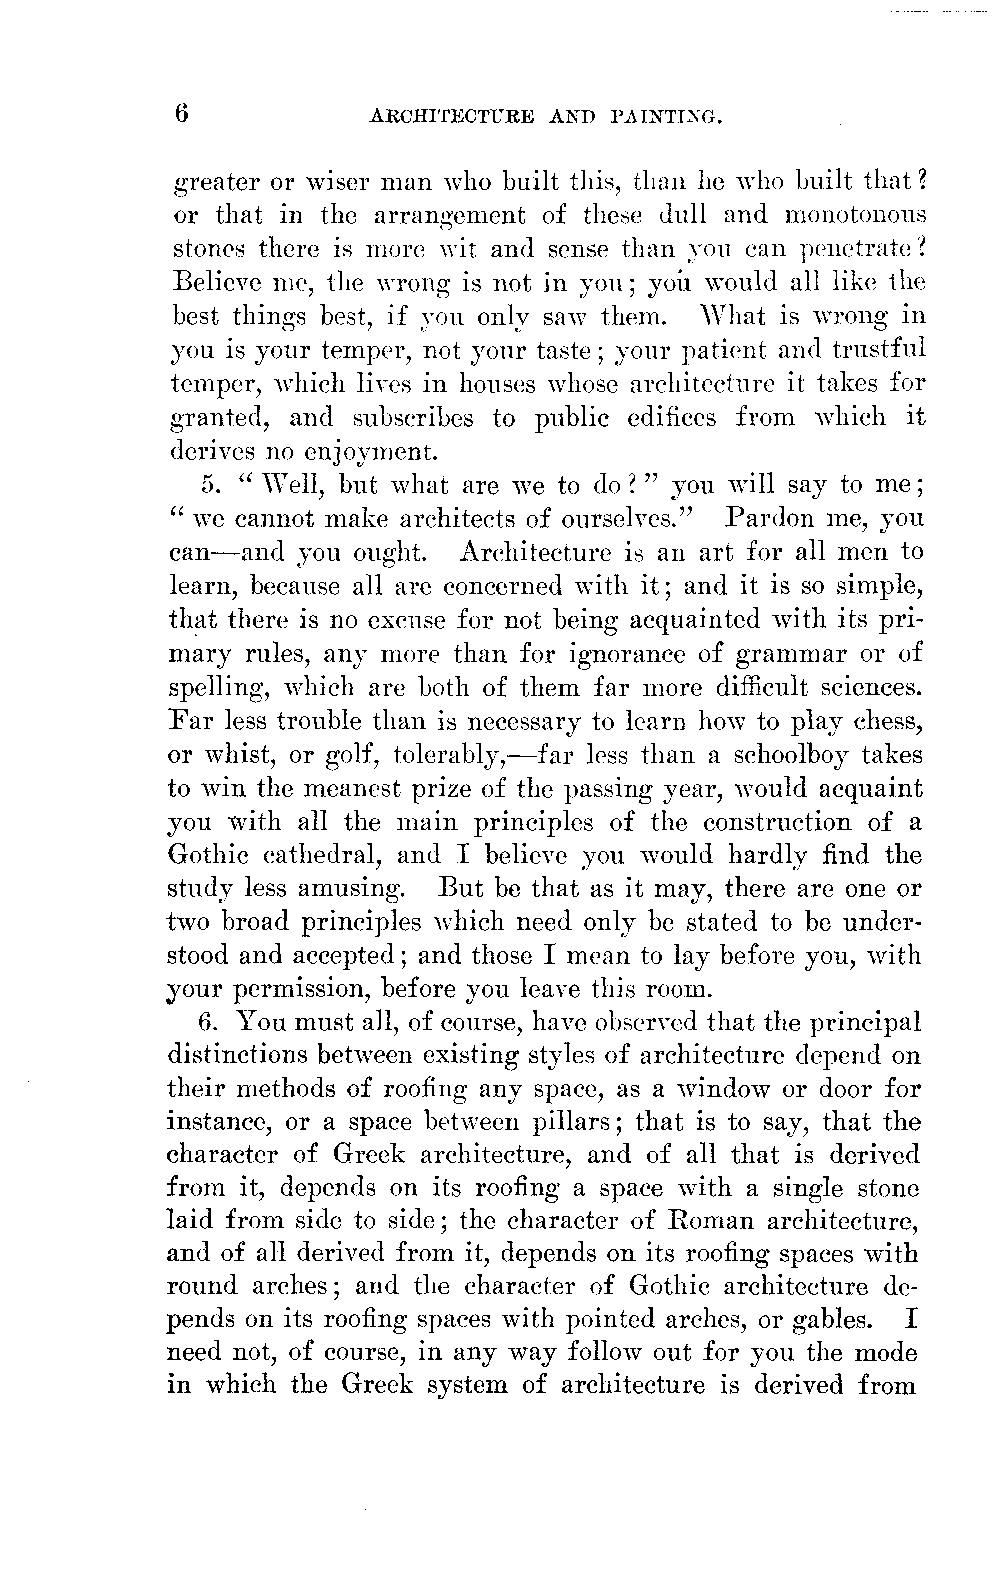 6 ARCHITECTURE AND PAINTING.
greater or wiser man who built this, than he who built that?
or that in the arrangement of these dull and monotonous
stones there is more wit and sense than you can penetrate?
Believe me, the wrong is not in you; you would all like the
best things best, if you only saw them. What is wrong in
you is your temper, not your taste; your patient and trustful
temper, which lives in houses whose architecture it takes for
granted, and subscribes to public edifices from which it
derives no enjoyment.
5. “Well, but what are we to do?” you will say to me;
“we cannot make architects of ourselves.” Pardon me, you
can—and you ought. Architecture is an art for all men to
learn, because all are concerned with it; and it is so simple,
that there is no excuse for not being acquainted with its pri-
mary rules, any more than for ignorance of grammar or of
spelling, which are both of them far more difficult sciences.
Far less trouble than is necessary to learn how to play chess,
or whist, or golf, tolerably,—far less than a schoolboy takes
to win the meanest prize of the passing year, would acquaint
you with all the main principles of the construction of a
Gothic cathedral, and I believe you would hardly find the
study less amusing. But be that as it may, there are one or
two broad principles which need only be stated to be under-
stood and accepted; and those I mean to lay before you, with
your permission, before you leave this room.
6. You must all, of course, have observed that the principal
distinctions between existing styles of architecture depend on
their methods of roofing any space, as a window or door for
instance, or a space between pillars; that is to say, that the
character of Greek architecture, and of all that is derived
from it, depends on its roofing a space with a single stone
laid from side to side; the character of Roman architecture,
and of all derived from it, depends on its roofing spaces with
round arches; and the character of Gothic architecture de-
pends on its roofing spaces with pointed arches, or gables. I
need not, of course, in any way follow out for you the mode
in which the Greek system of architecture is derived from